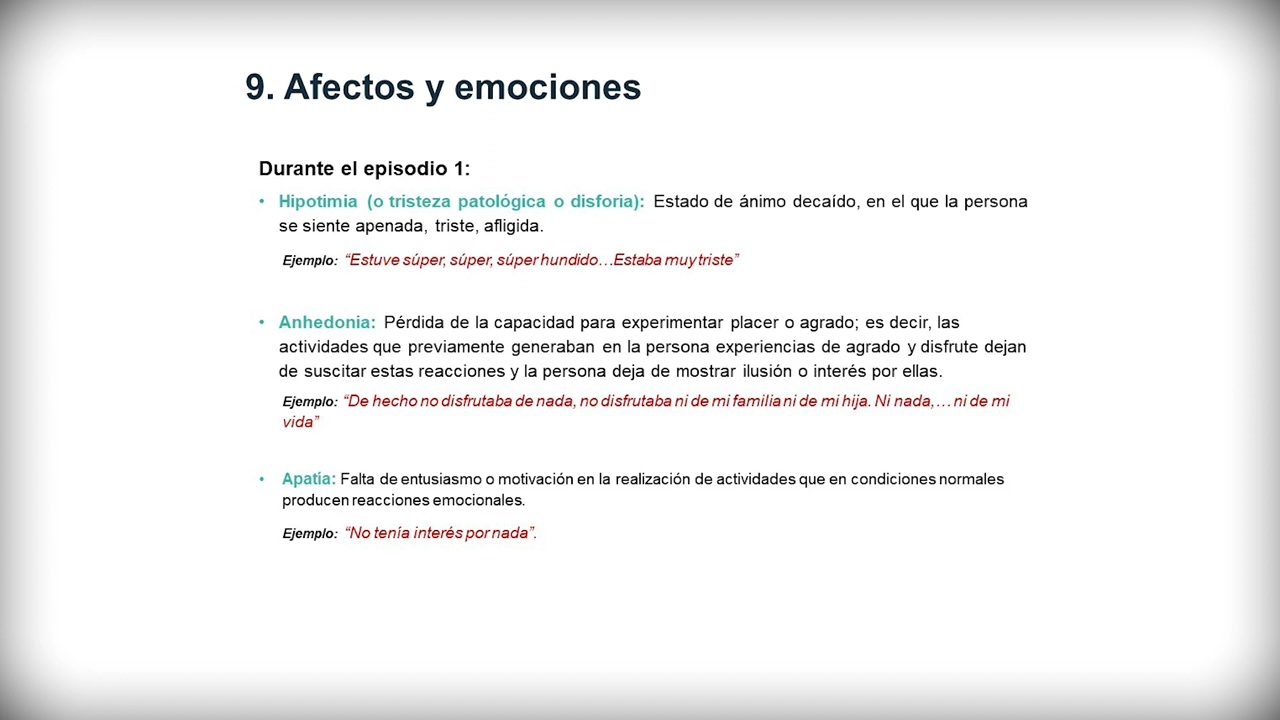 9. Afectos y emociones
Durante el episodio 1:
• Hipotimia (o tristeza patológica o disforia): Estado de ánimo decaído, en el que la persona
se siente apenada, triste, afligida.
Ejemplo: “Estuve súper, súper, súper hundido…Estaba muy triste”
• Anhedonia: Pérdida de la capacidad para experimentar placer o agrado; es decir, las
actividades que previamente generaban en la persona experiencias de agrado y disfrute dejan
de suscitar estas reacciones y la persona deja de mostrar ilusión o interés por ellas.
Ejemplo: “De hecho no disfrutaba de nada, no disfrutaba ni de mi familia ni de mi hija. Ni nada,… ni de mi
vida”
• Apatía: Falta de entusiasmo o motivación en la realización de actividades que en condiciones normales
producen reacciones emocionales.
Ejemplo: “No tenía interés por nada”.